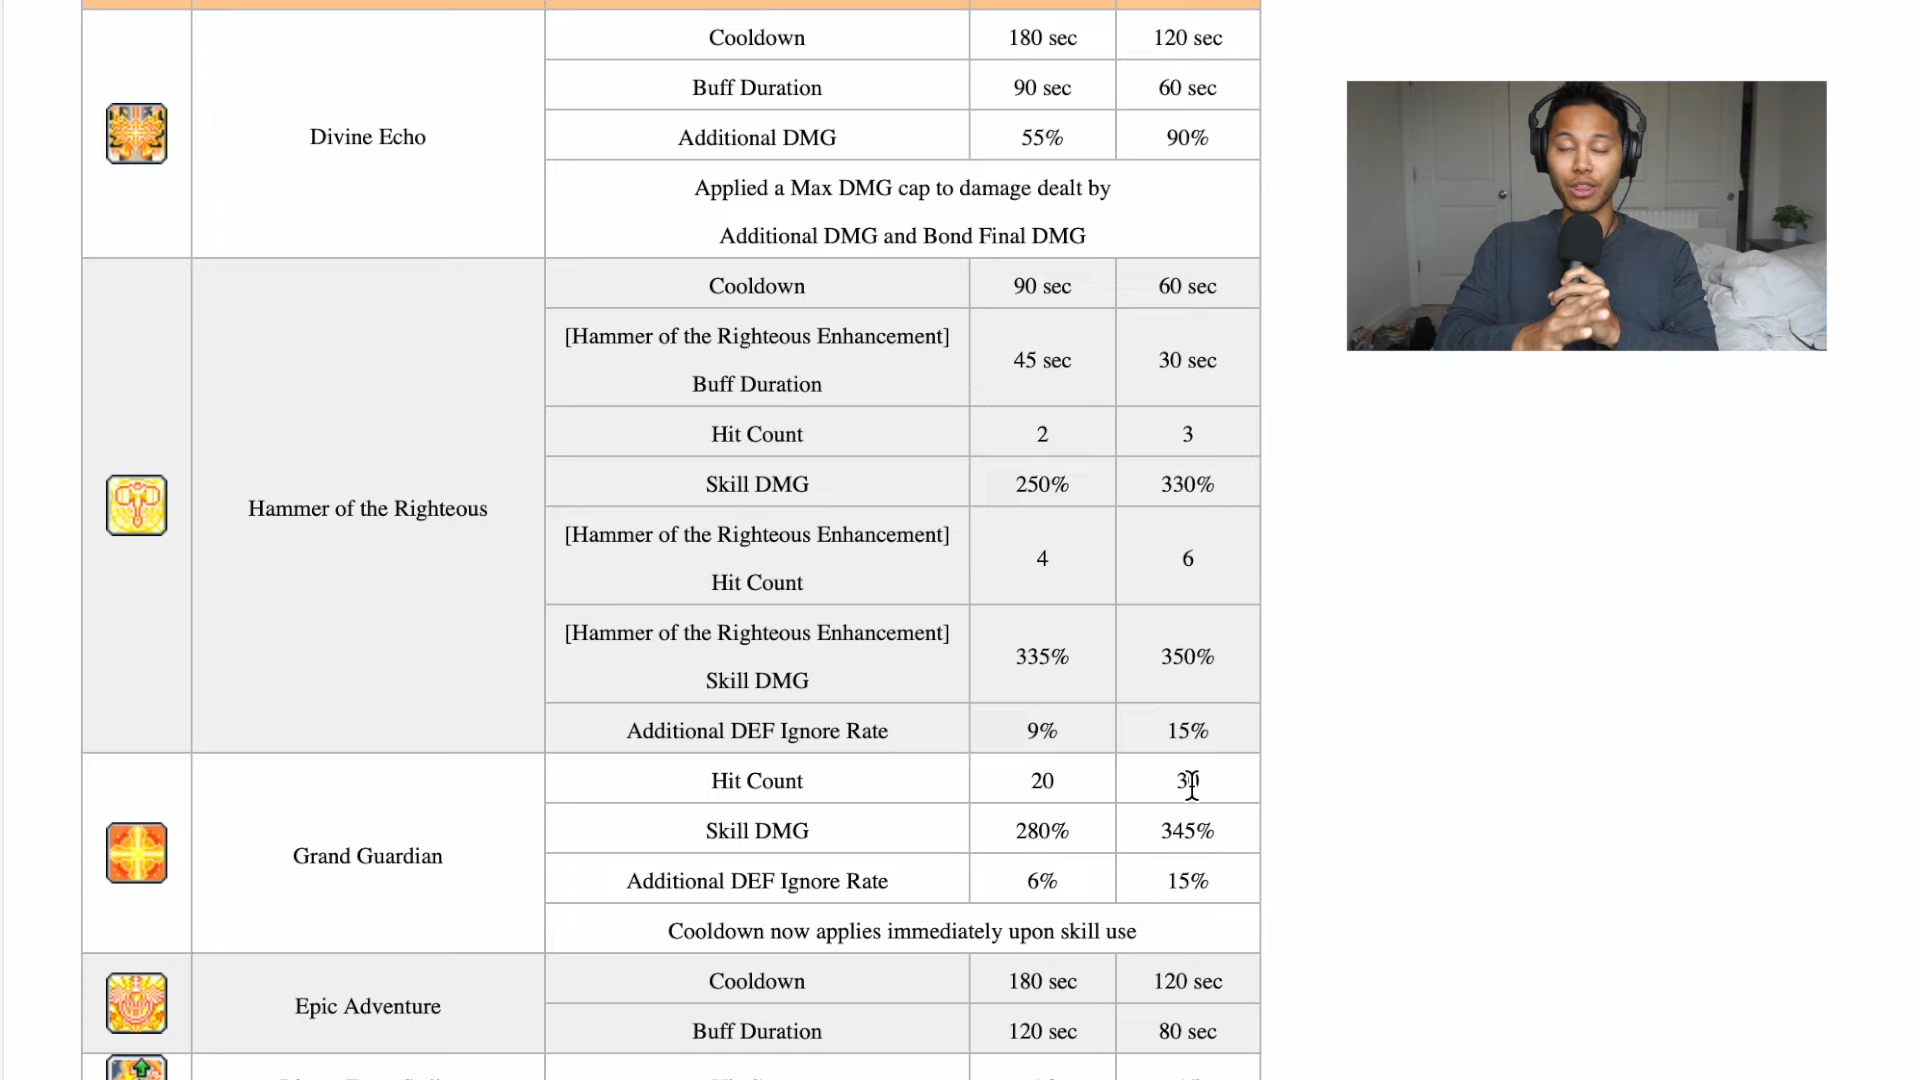 Cooldown 180 sec 120 sec
Buff Duration 90 sec 60 sec
Divine Echo
Additional DMG 55% 90%
Applied a Max DMG cap to damage dealt by
Additional DMG and Bond Final DMG
Cooldown 90 sec 60 sec
[Hammer of the Righteous Enhancement]
Buff Duration
45 sec 30 sec
Hit Count 2 3
Skill DMG 250% 330%
Hammer of the Righteous
[Hammer of the Righteous Enhancement]
Hit Count
4 6
[Hammer of the Righteous Enhancement]
Skill DMG
335% 350%
Additional DEF Ignore Rate 9% 15%
Hit Count 20
Skill DMG 280% 345%
Grand Guardian
Additional DEF Ignore Rate 6% 15%
Cooldown now applies immediately upon skill use
Cooldown 180 sec 120 sec
Epic Adventure
Buff Duration 120 sec 80 sec